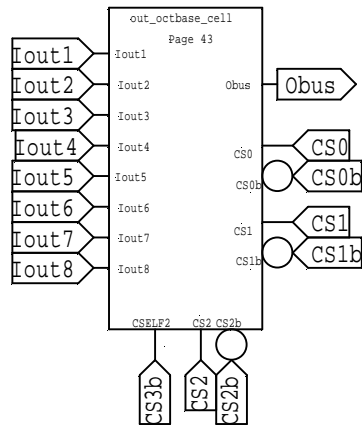 out_octbase_cell
Page 43
Iout1
Iout1
Iout2
Iout2
Obus
Obus
Iout3
Iout3
Iout4
Iout4
CS0
CS0
Iout5
Iout5
CS0b
CS0b
Iout6
Iout6
CS1
CS1
Iout7
Iout7
CS1b
CS1b
Iout8
Iout8
CSELF2
CS2
CS2b
CS3b
CS2
CS2b